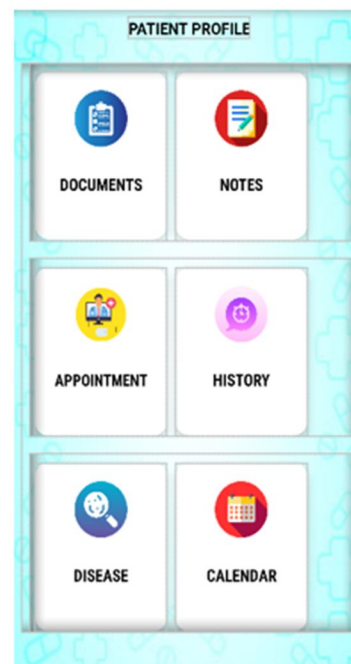 PATIENT PROFILE
DOCUMENTS
NOTES
APPOINTMENT
HISTORY
DISEASE
CALENDAR